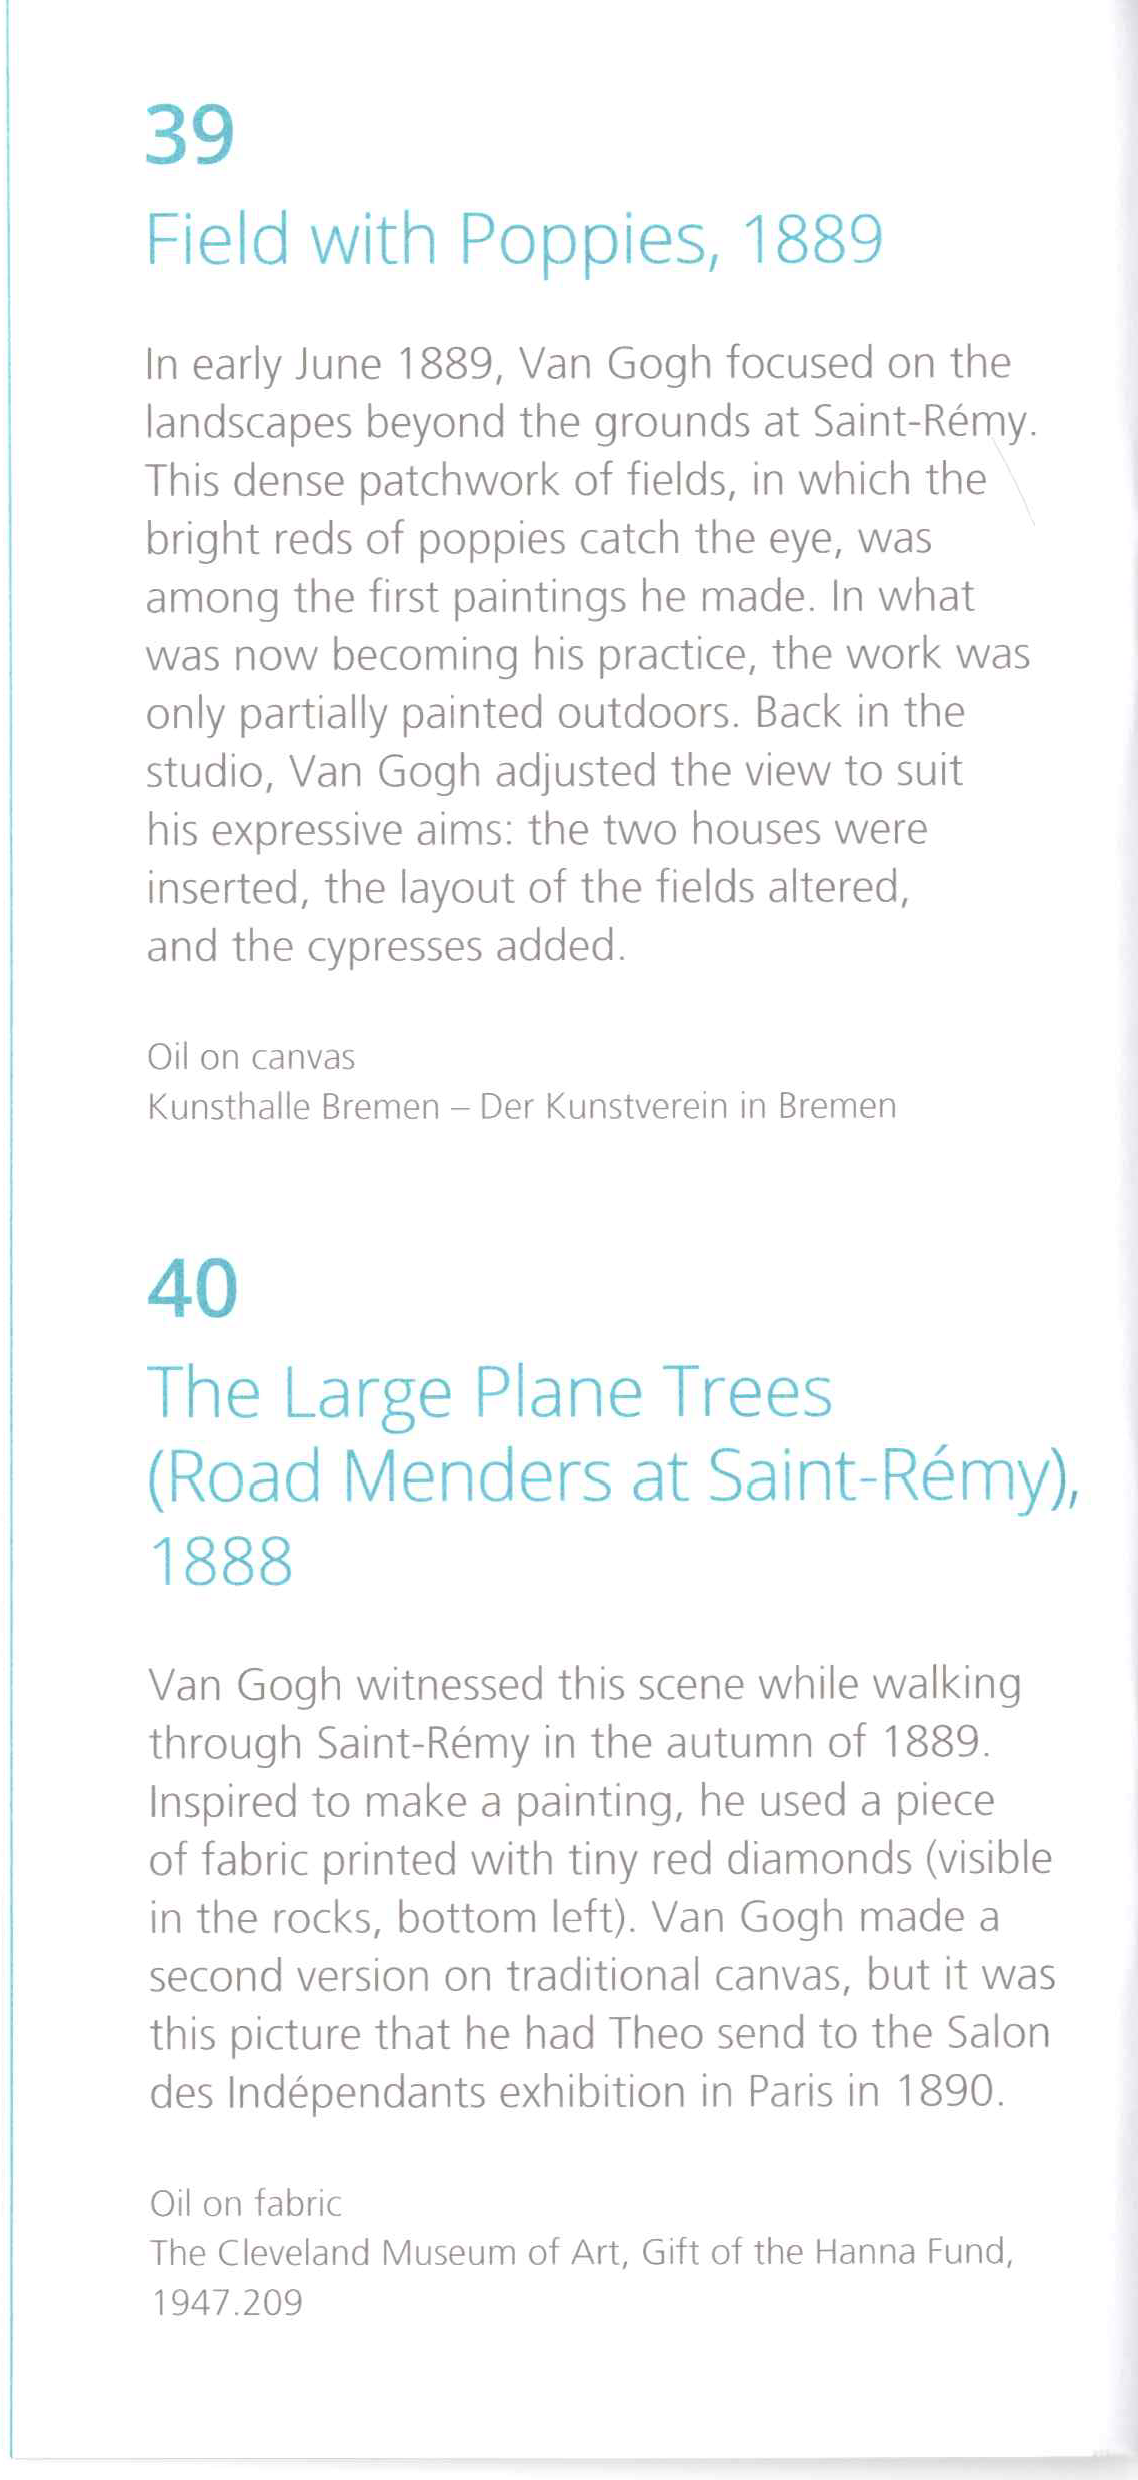 39
Field with Poppies, 1889
In early June 1889, Van Gogh focused on the
landscapes beyond the grounds at Saint-Rémy.
This dense patchwork of fields, in which the
bright reds of poppies catch the eye, was
among the first paintings he made. In what
was now becoming his practice, the work was
only partially painted outdoors. Back in the
studio, Van Gogh adjusted the view to suit
his expressive aims: the two houses were
inserted, the layout of the fields altered,
and the cypresses added.
Oil on canvas
Kunsthalle Bremen – Der Kunstverein in Bremen
40
The Large Plane Trees
(Road Menders at Saint-Rémy),
1888
Van Gogh witnessed this scene while walking
through Saint-Rémy in the autumn of 1889.
Inspired to make a painting, he used a piece
of fabric printed with tiny red diamonds (visible
in the rocks, bottom left). Van Gogh made a
second version on traditional canvas, but it was
this picture that he had Theo send to the Salon
des Indépendants exhibition in Paris in 1890.
Oil on fabric
The Cleveland Museum of Art, Gift of the Hanna Fund,
1947.209